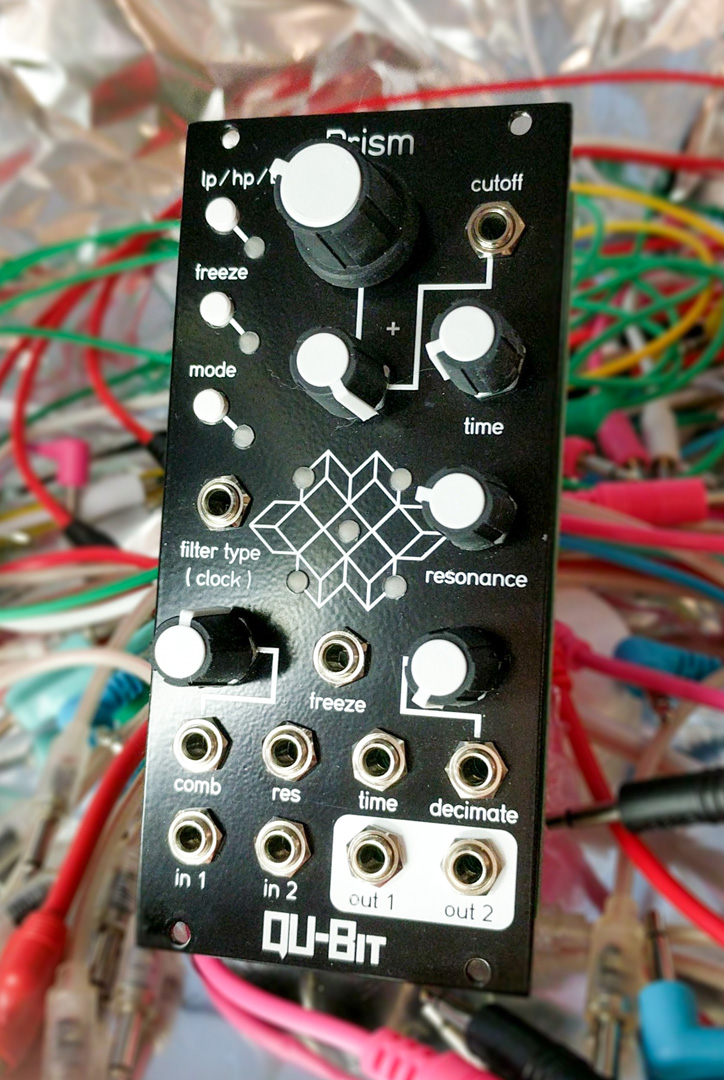 Prism
lp/hp/
cutoff
freeze
+
mode
time
filter type
( clock )
resonance
freeze
comb
res
time
decimate
in 1
in 2
out 1
out 2
QU-BIT